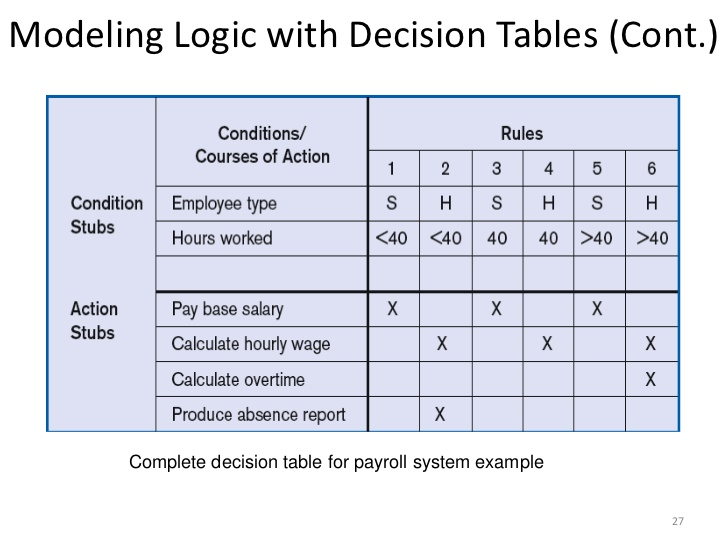 Modeling Logic with Decision Tables (Cont.)
Conditions/
Courses of Action
Rules
1 2 3 4 5 6
Condition
Stubs
Employee type S H S H S H
Hours worked <40 <40 40 40 >40 >40
Action
Stubs
Pay base salary X X X
Calculate hourly wage X X X
Calculate overtime X
Produce absence report X
Complete decision table for payroll system example
27